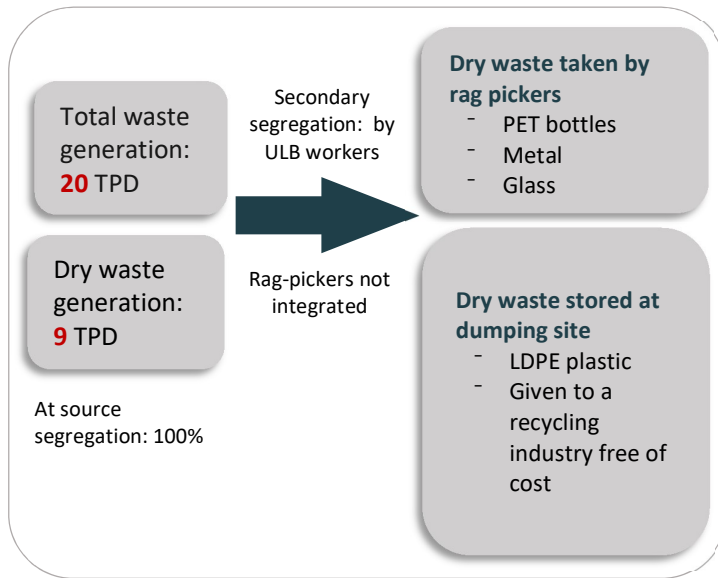 Total waste
generation:
20 TPD
Dry waste
generation:
9 TPD
At source
segregation: 100%
Secondary
segregation:  by
ULB workers
Rag-pickers not
integrated
Dry waste taken by
rag pickers
- PET bottles
- Metal
- Glass
Dry waste stored at
dumping site
- LDPE plastic
- Given to a
recycling
industry free of
cost